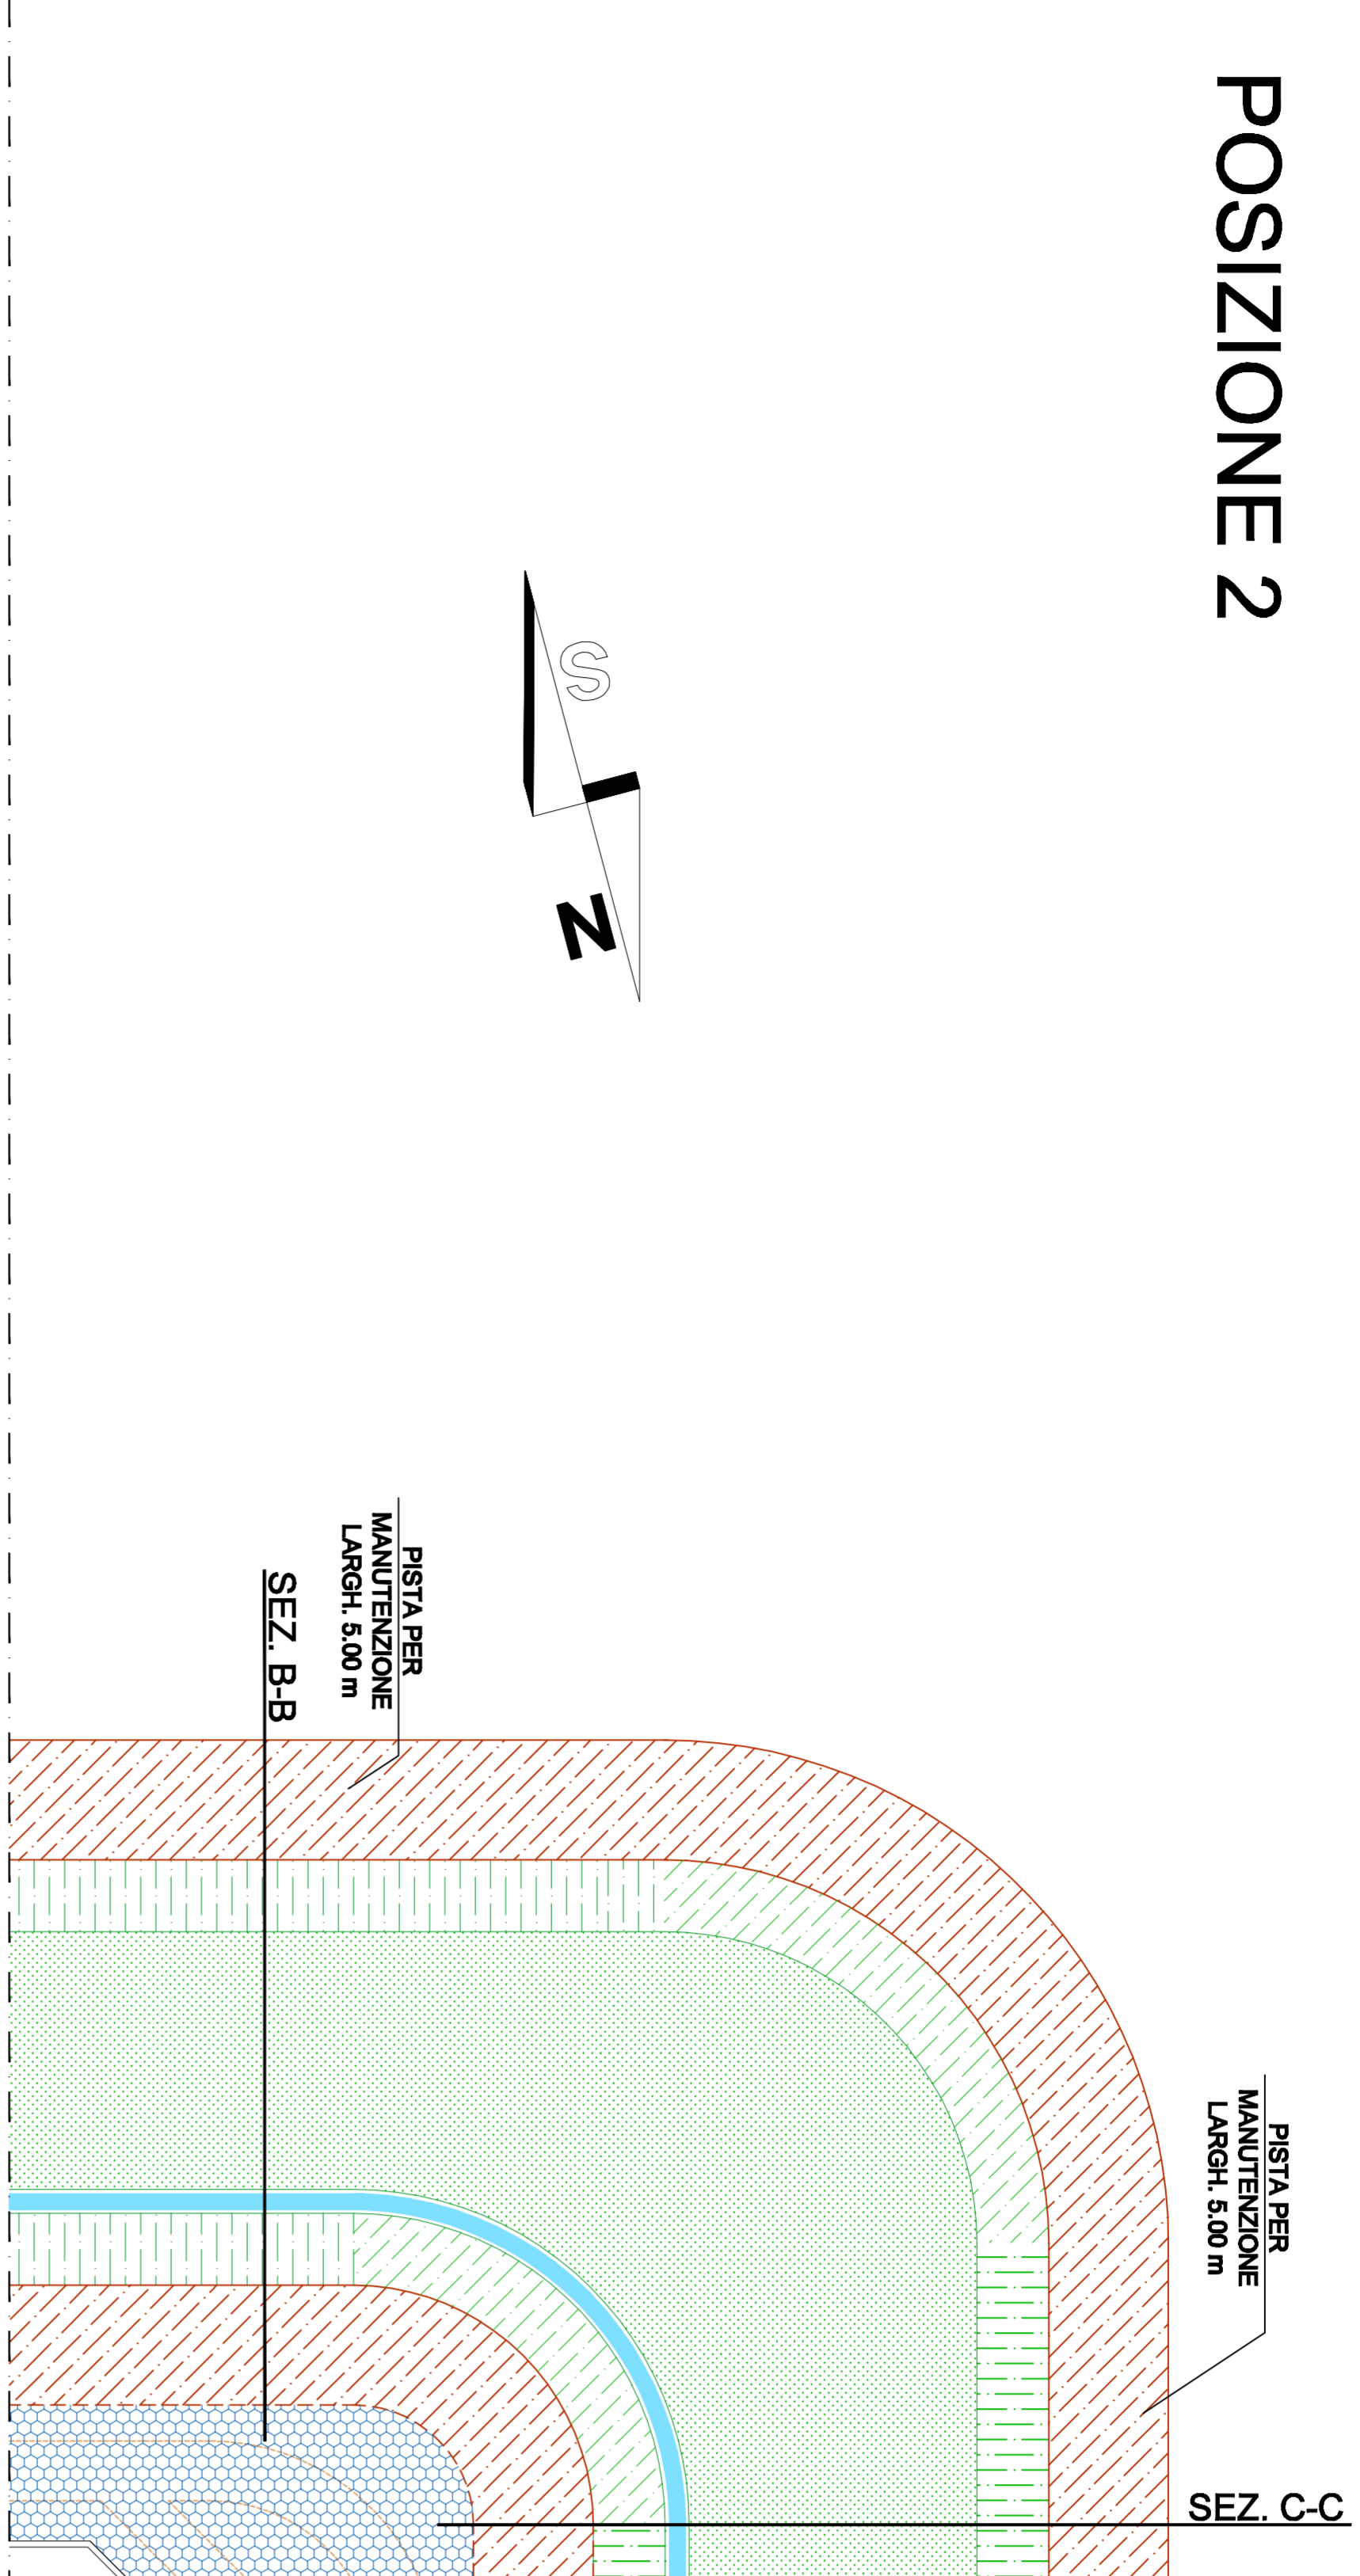 POSIZIONE 2
S
N
PISTA PER
MANUTENZIONE
LARGH. 5.00 m
SEZ. B-B
PISTA PER
MANUTENZIONE
LARGH. 5.00 m
SEZ. C-C